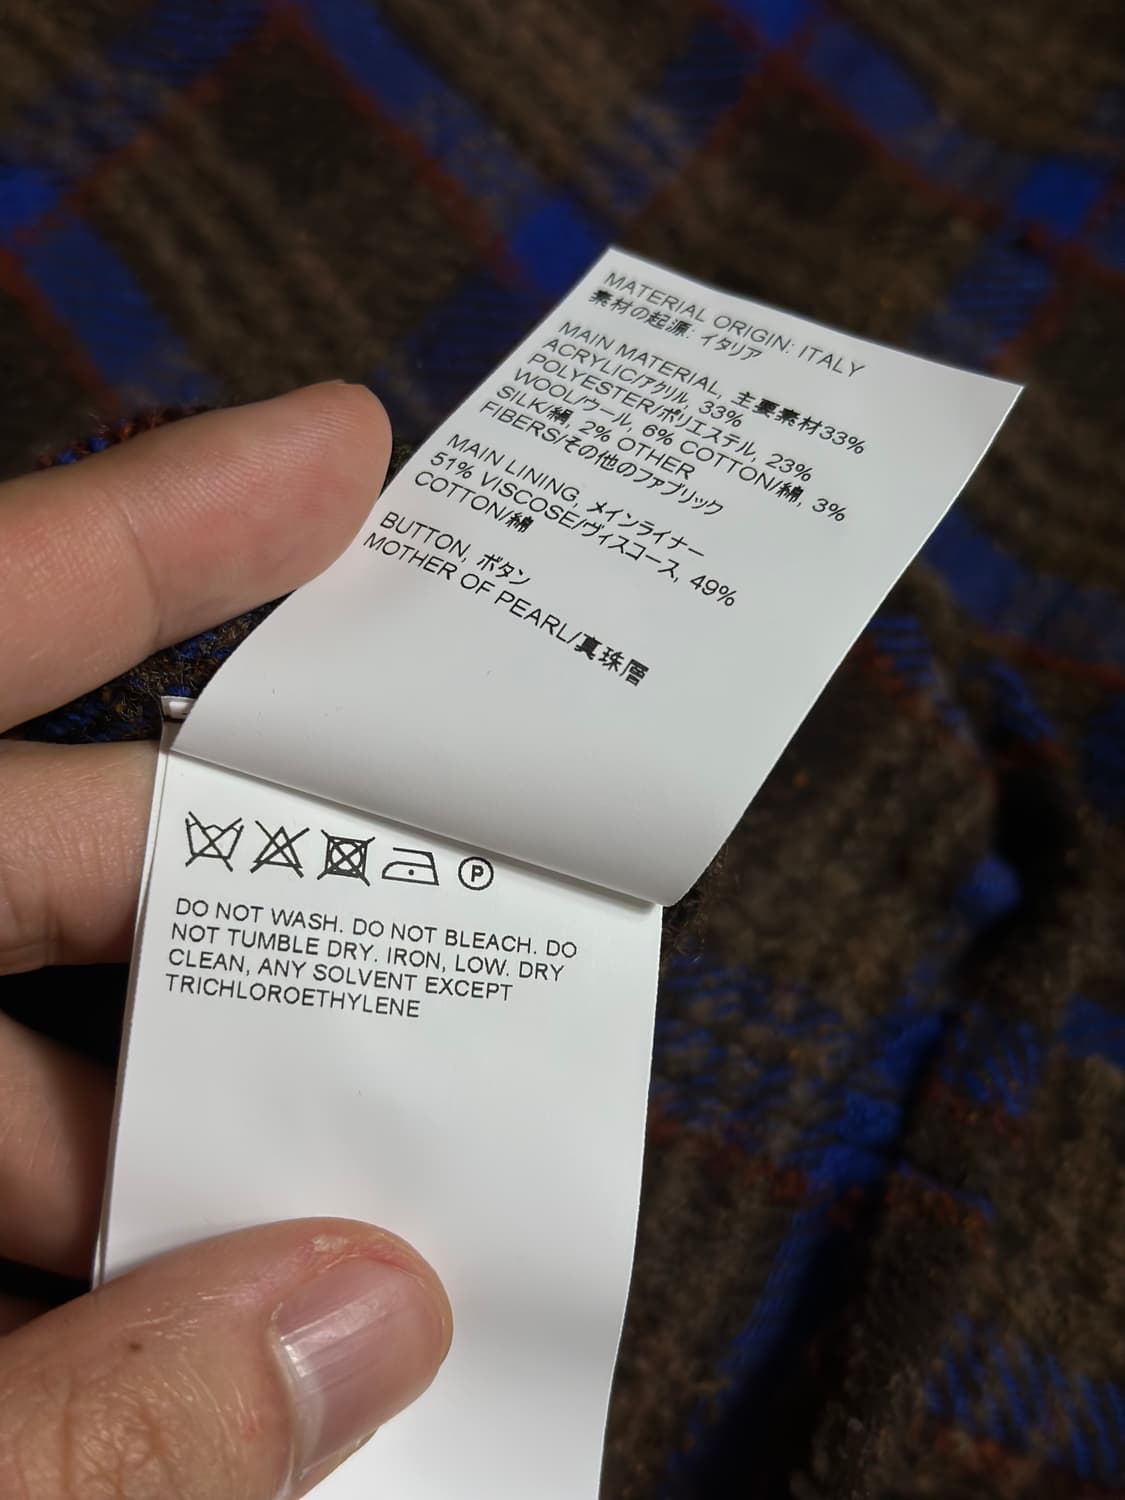 MATERIAL ORIGIN: ITALY
素材の起源: イタリア
MAIN MATERIAL, 主要素材33%
ACRYLIC/アクリル, 33%
POLYESTER/ポリエステル, 23%
WOOL/ウール, 6% COTTON/綿, 3%
SILK/絹, 2% OTHER
FIBERS/その他のファブリック
MAIN LINING, メインライナー
51% VISCOSE/ヴィスコース, 49%
COTTON/綿
BUTTON, ボタン
MOTHER OF PEARL/真珠層
P
DO NOT WASH. DO NOT BLEACH. DO
NOT TUMBLE DRY. IRON, LOW. DRY
CLEAN, ANY SOLVENT EXCEPT
TRICHLOROETHYLENE